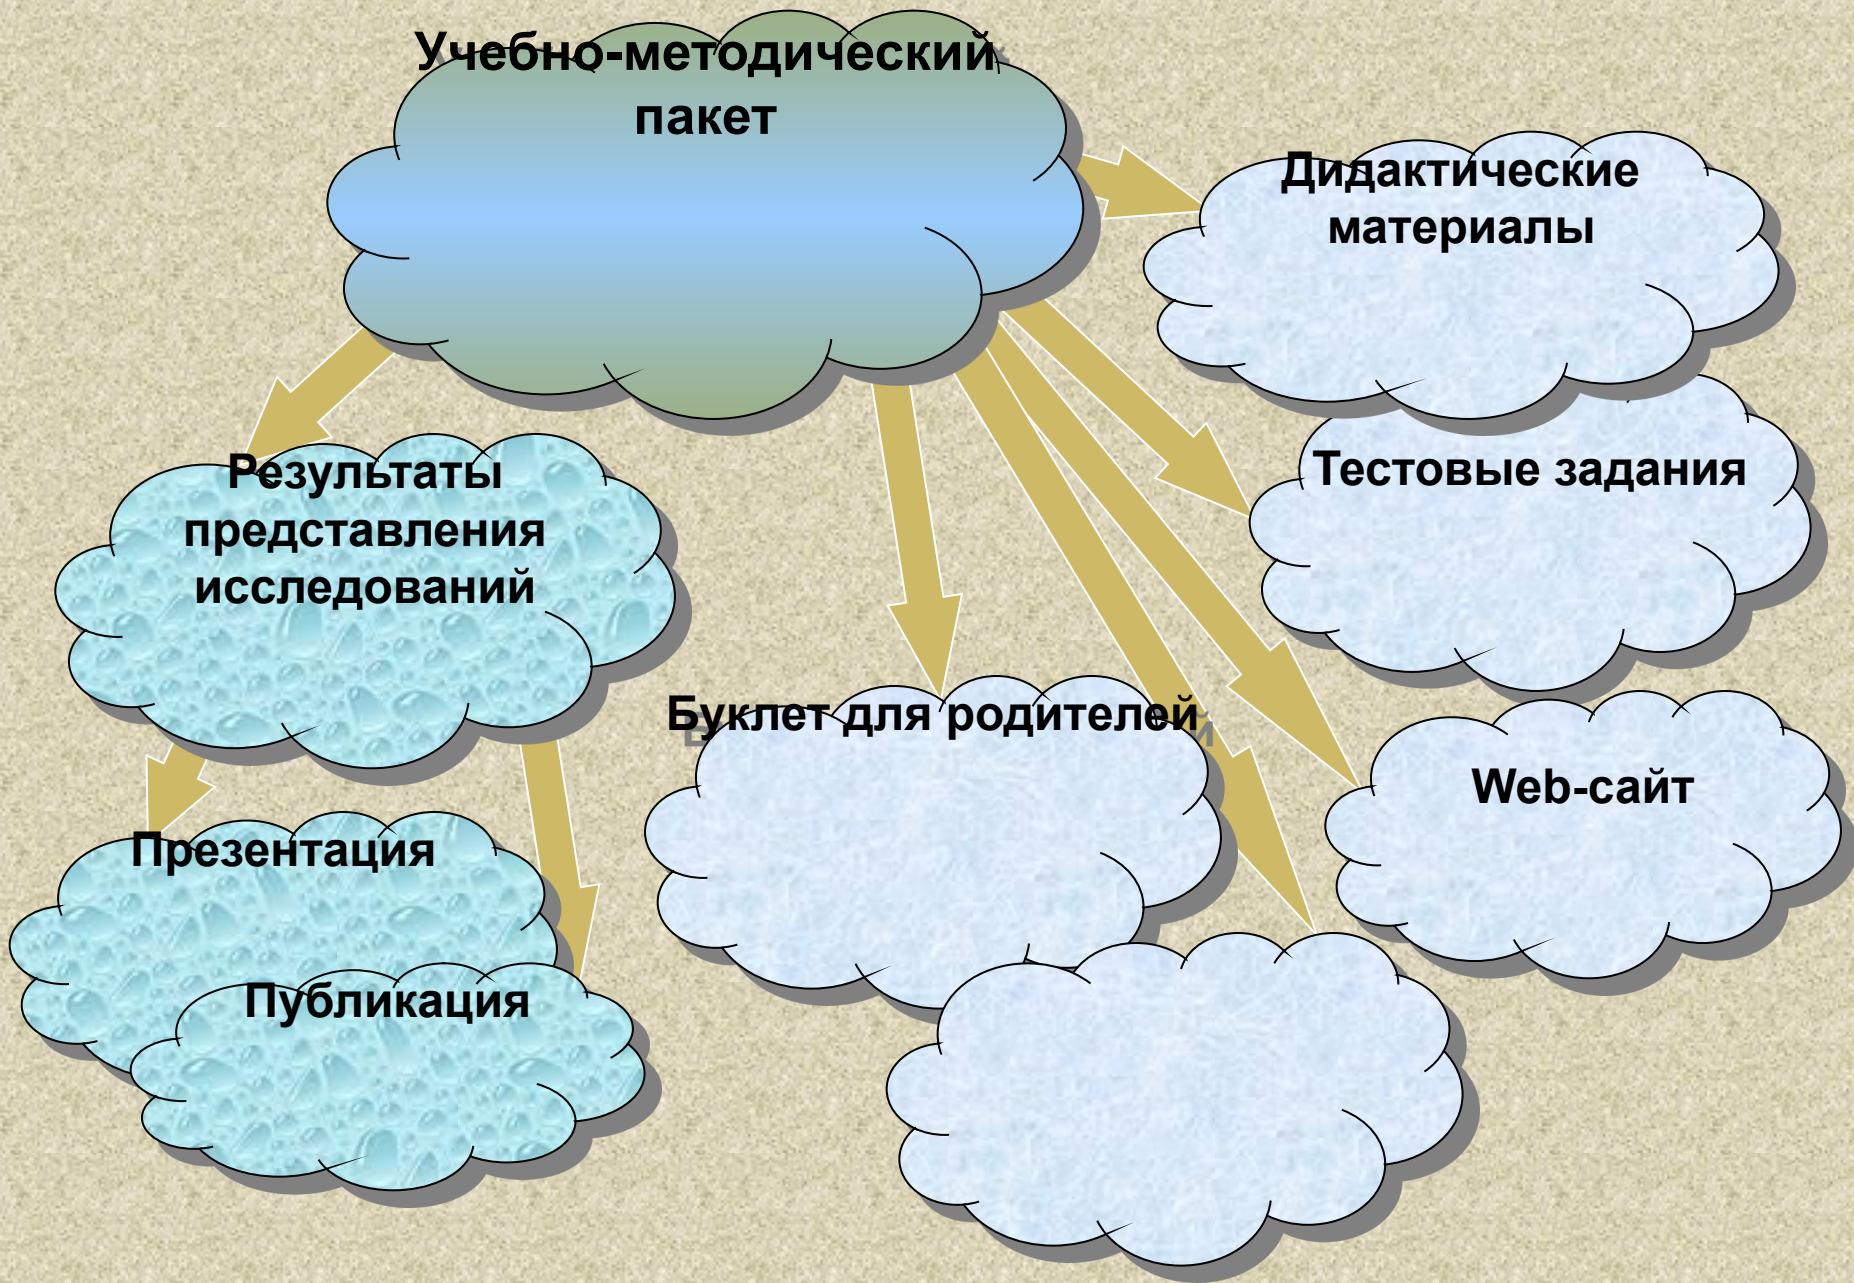 Учебно-методический
пакет
Дидактические
материалы
Тестовые задания
Результаты
представления
исследований
Буклет для родителей
Web-сайт
Презентация
Публикация